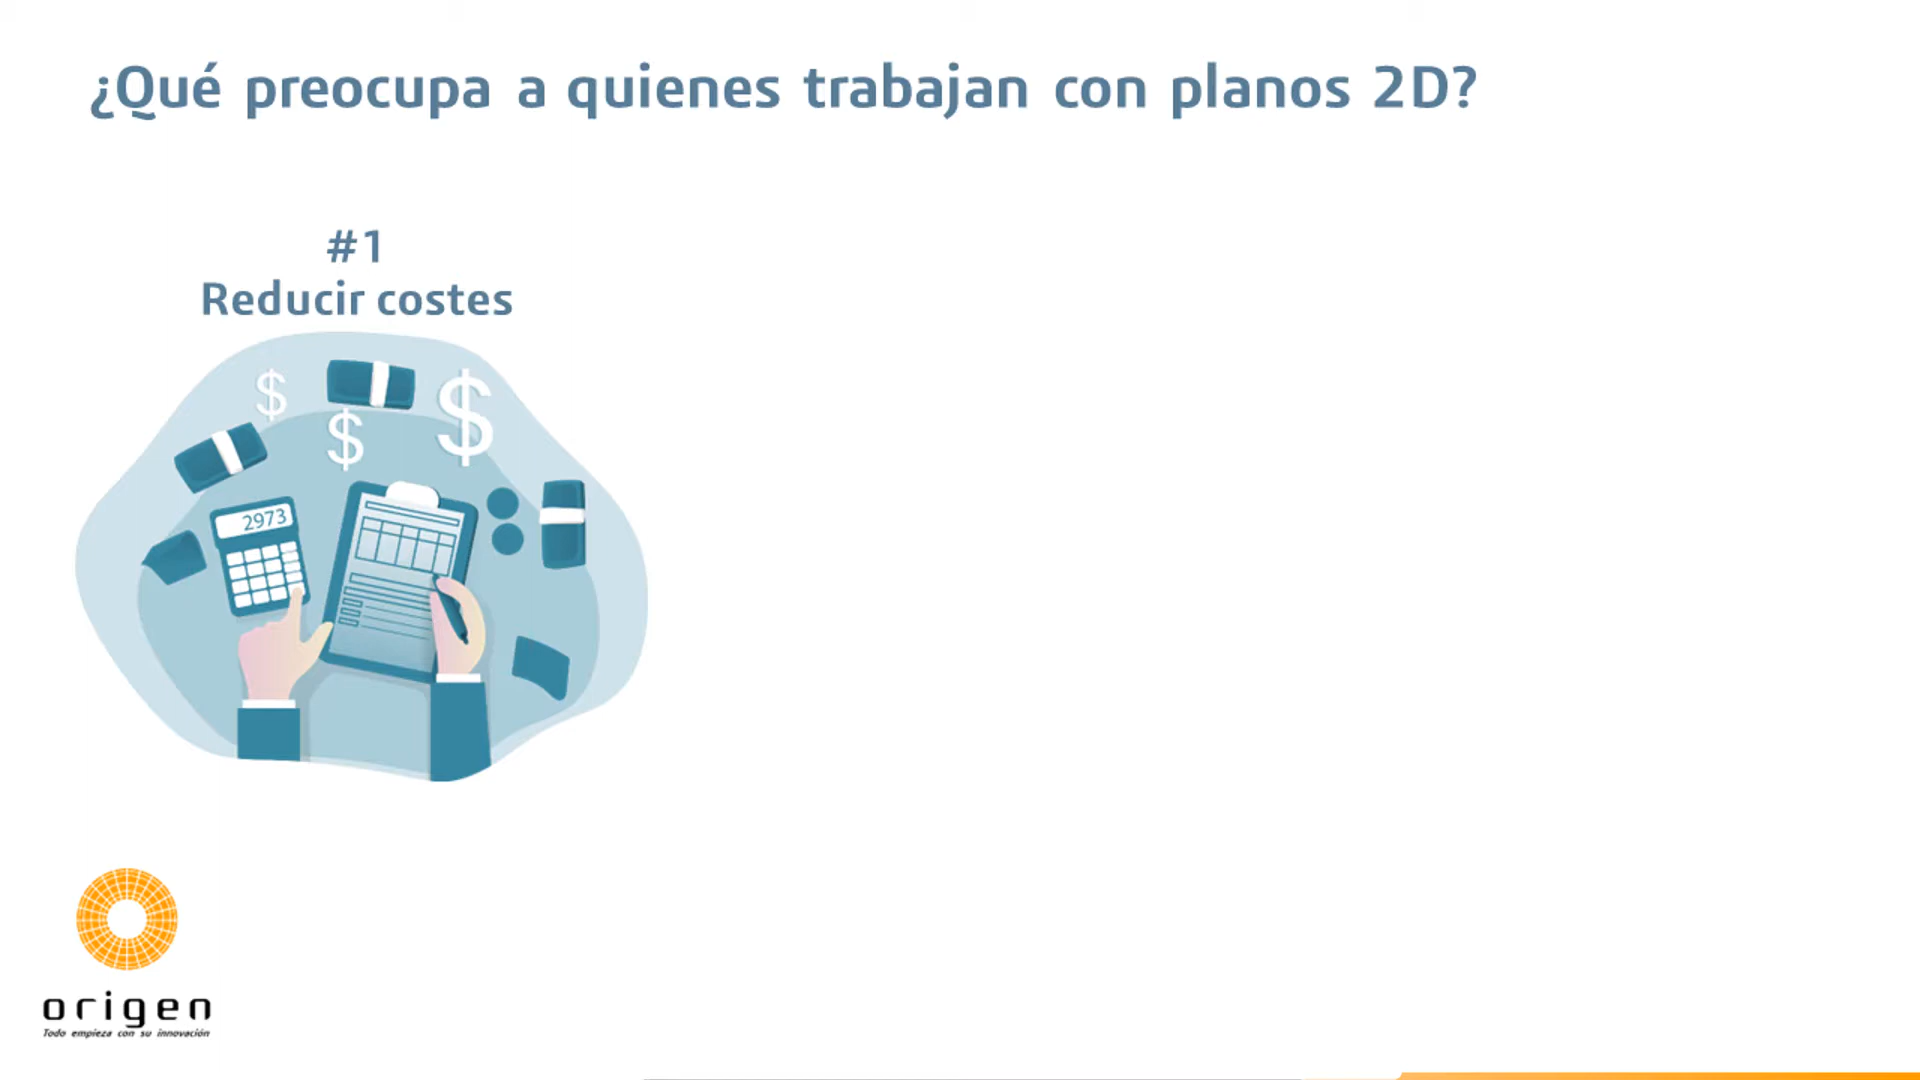 ¿Qué preocupa a quienes trabajan con planos 2D?
#1
Reducir costes
$
$
$
2973
origen
Todo empieza con su innovación